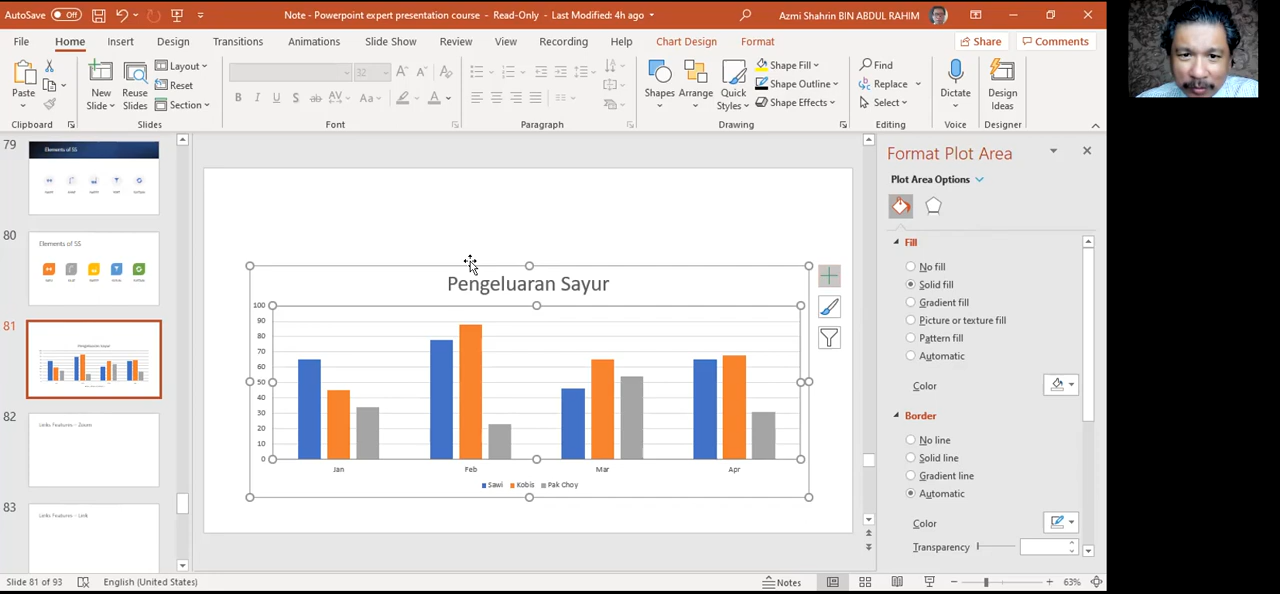 AutoSave Off
Note - Powerpoint expert presentation course - Read-Only - Last Modified: 4h ago
Azmi Shahrin BIN ABDUL RAHIM
File Home Insert Design Transitions Animations Slide Show Review View Recording Help Chart Design Format
Share Comments
Paste
New Slide
Reuse Slides
Layout
Reset
Section
32
B I U S ab AV Aa A
Shapes
Arrange
Quick Styles
Shape Fill
Shape Outline
Shape Effects
Find
Replace
Select
Dictate
Design Ideas
Clipboard Slides Font Paragraph Drawing Editing Voice Designer
79
Elements of 5S
80
Elements of 5S
81
Pengeluaran Sayur
82
Links Features - Zoom
83
Links Features - Link
Pengeluaran Sayur
100
90
80
70
60
50
40
30
20
10
0
Jan Feb Mar Apr
Sawi Kobis Pak Choy
Format Plot Area
Plot Area Options
Fill
No fill
Solid fill
Gradient fill
Picture or texture fill
Pattern fill
Automatic
Color
Border
No line
Solid line
Gradient line
Automatic
Color
Transparency
Slide 81 of 93 English (United States)
Notes
63%